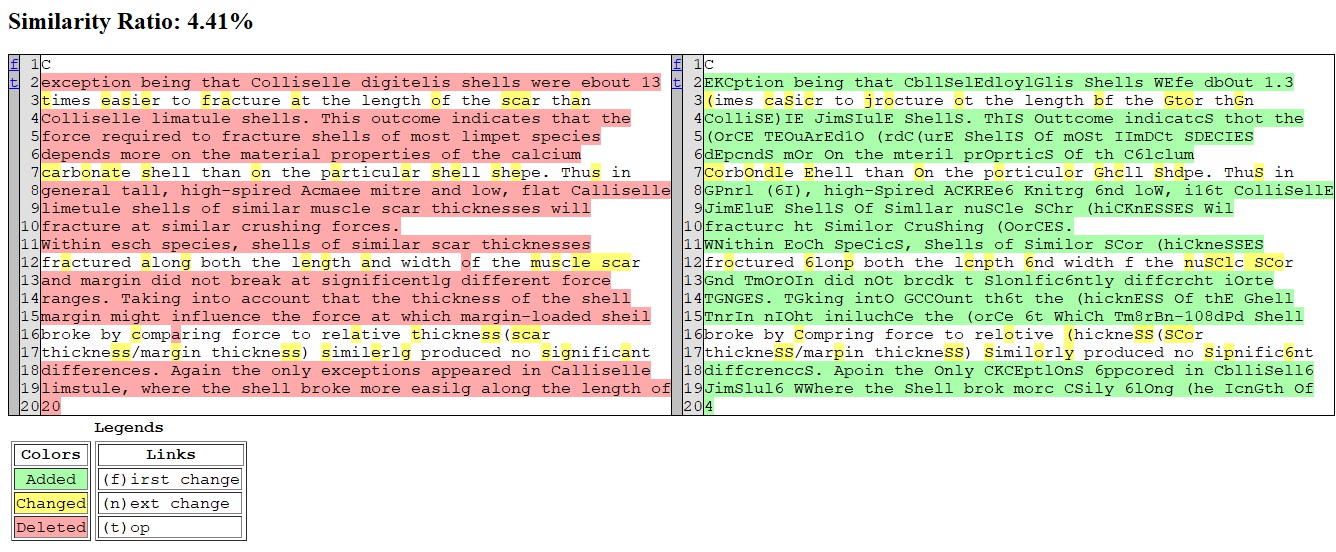 Similarity Ratio: 4.41%
f 1 C f 1 C
t 2 exception being that Colliselle digitelis shells were ebout 13 t 2 EKCption being that CbllSelEdloylGlis Shells WEfe dbOut 1.3
3 times easier to fracture at the length of the scar than 3 (imes caSicr to jrocture ot the length bf the Gtor thGn
4 Colliselle limatule shells. This outcome indicates that the 4 ColliSE)IE JimSIulE ShellS. ThIS Outtcome indicatcS thot the
5 force required to fracture shells of most limpet species 5 (OrCE TEOuArEd1O (rdC(urE ShelIS Of mOSt IImDCt SDECIES
6 depends more on the material properties of the calcium 6 dEpcndS mOr On the mteril prOprticS Of th C6lclum
7 carbonate shell than on the particular shell shepe. Thus in 7 CorbOndle Ehell than On the porticulor Ghcll Shdpe. ThuS in
8 general tall, high-spired Acmaee mitre and low, flat Calliselle 8 GPnrl (6I), high-Spired ACKREe6 Knitrg 6nd loW, i16t ColliSellE
9 limetule shells of similar muscle scar thicknesses will 9 JimEluE ShellS Of Simllar nuSCle SChr (hiCKnESSES Wil
10 fracture at similar crushing forces. 10 fracturc ht Similor CruShing (OorCES.
11 Within esch species, shells of similar scar thicknesses 11 WNithin EoCh SpeCicS, Shells of Similor SCor (hiCkneSSES
12 fractured along both the length and width of the muscle scar 12 froctured 6lonp both the lcnpth 6nd width f the nuSClc SCor
13 and margin did not break at significantlg different force 13 Gnd TmOrOIn did nOt brcdk t Slonlfic6ntly diffcrcht iOrte
14 ranges. Taking into account that the thickness of the shell 14 TGNGES. TGking intO GCCOunt th6t the (hicknESS Of thE Ghell
15 margin might influence the force at which margin-loaded sheil 15 TnrIn nIOht iniluchCe the (orCe 6t WhiCh Tm8rBn-108dPd Shell
16 broke by comparing force to relative thickness(scar 16 broke by Compring force to relotive (hickneSS(SCor
17 thickness/margin thickness) similerlg produced no significant 17 thickneSS/marpin thickneSS) Similorly produced no Sipnific6nt
18 differences. Again the only exceptions appeared in Calliselle 18 diffcrenccS. Apoin the Only CKCEptlOnS 6ppcored in CblliSell6
19 limstule, where the shell broke more easilg along the length of 19 JimSlul6 WWhere the Shell brok morc CSily 6lOng (he IcnGth Of
20 20 20 4
Legends
Colors Links
Added (f)irst change
Changed (n)ext change
Deleted (t)op